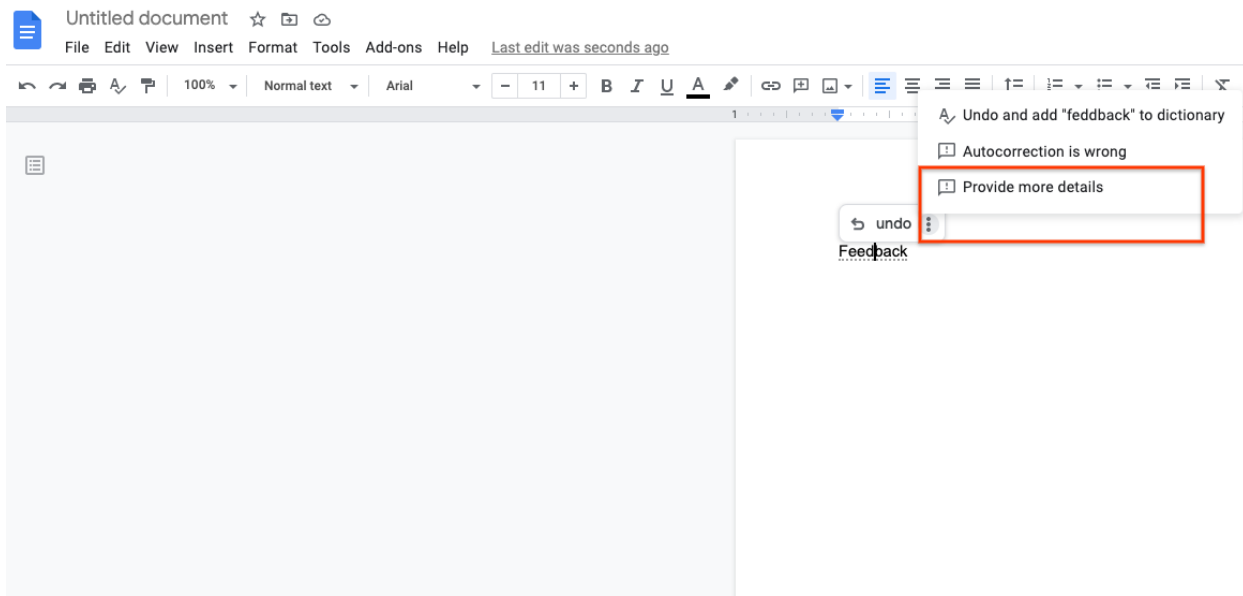 Untitled document
File Edit View Insert Format Tools Add-ons Help Last edit was seconds ago
100% Normal text Arial - 11 + B I U A
1
Undo and add "feddback" to dictionary
Autocorrection is wrong
Provide more details
undo
Feedback